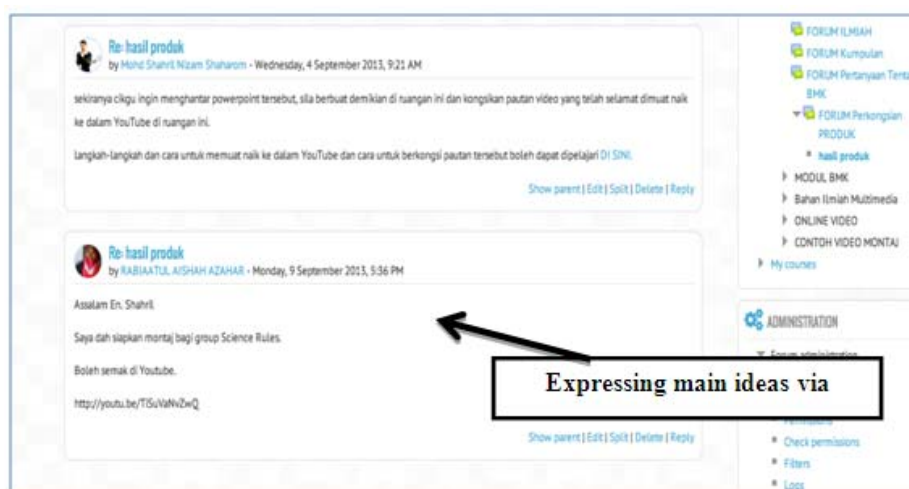 Re: hasil produk
by Mohd Shahril Nizam Shaharom - Wednesday, 4 September 2013, 9:21 AM
sekiranya cikgu ingin menghantar powerpoint tersebut, sila berbuat demikian di ruangan ini dan kongsikan pautan video yang telah selamat dimuat naik
ke dalam YouTube di ruangan ini.
langkah-langkah dan cara untuk memuat naik ke dalam YouTube dan cara untuk berkongsi pautan tersebut boleh dapat dipelajari DI SINI.
Show parent | Edit | Split | Delete | Reply
Re: hasil produk
by RABIAATUL AISHAH AZAHAR - Monday, 9 September 2013, 5:36 PM
Assalam En. Shahril
Saya dah siapkan montaj bagi group Science Rules.
Boleh semak di Youtube.
http://youtu.be/TlSuVaNvZwQ
Show parent | Edit | Split | Delete | Reply
Expressing main ideas via
FORUM ILMIAH
FORUM Kumpulan
FORUM Pertanyaan Tenta
BMK
FORUM Perkongsian
PRODUK
hasil produk
MODUL BMK
Bahan Ilmiah Multimedia
ONLINE VIDEO
CONTOH VIDEO MONTAJ
My courses
ADMINISTRATION
Forum administration
Permissions
Check permissions
Filters
Logs